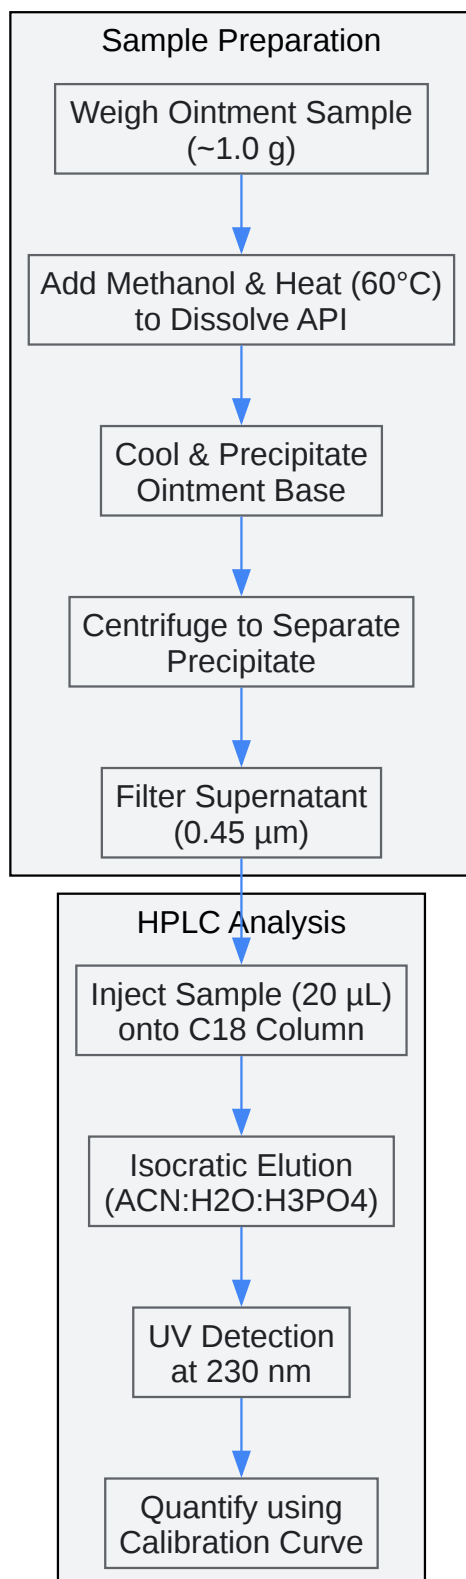 Sample Preparation
Weigh Ointment Sample
(~1.0 g)
Add Methanol & Heat (60°C)
to Dissolve API
Cool & Precipitate
Ointment Base
Centrifuge to Separate
Precipitate
Filter Supernatant
(0.45 µm)
HPLC Analysis
Inject Sample (20 µL)
onto C18 Column
Isocratic Elution
(ACN:H2O:H3PO4)
UV Detection
at 230 nm
Quantify using
Calibration Curve